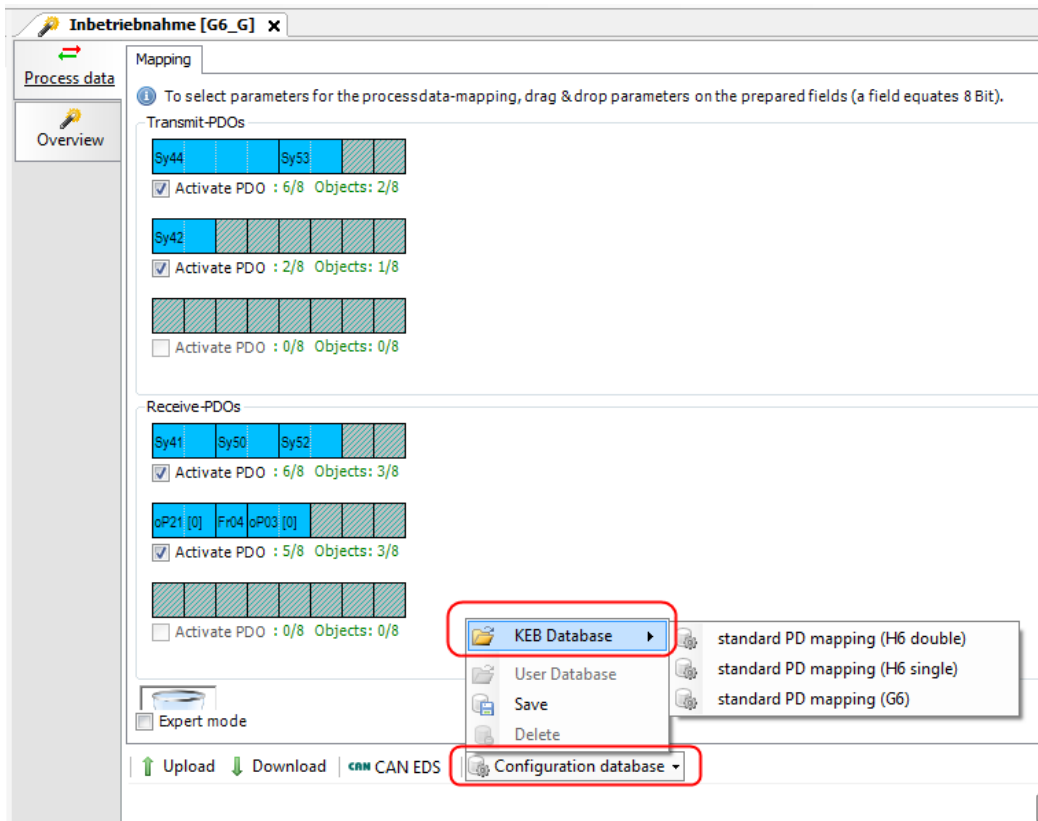 Inbetriebnahme [G6_G] x
Process data
Overview
Mapping
To select parameters for the processdata-mapping, drag & drop parameters on the prepared fields (a field equates 8 Bit).
Transmit-PDOs
Sy44 Sy53
Activate PDO : 6/8 Objects: 2/8
Sy42
Activate PDO : 2/8 Objects: 1/8
Activate PDO : 0/8 Objects: 0/8
Receive-PDOs
Sy41 Sy50 Sy52
Activate PDO : 6/8 Objects: 3/8
oP21 [0] Fr04 oP03 [0]
Activate PDO : 5/8 Objects: 3/8
Activate PDO : 0/8 Objects: 0/8
KEB Database
User Database
Save
Delete
standard PD mapping (H6 double)
standard PD mapping (H6 single)
standard PD mapping (G6)
Expert mode
Upload Download CAN CAN EDS Configuration database